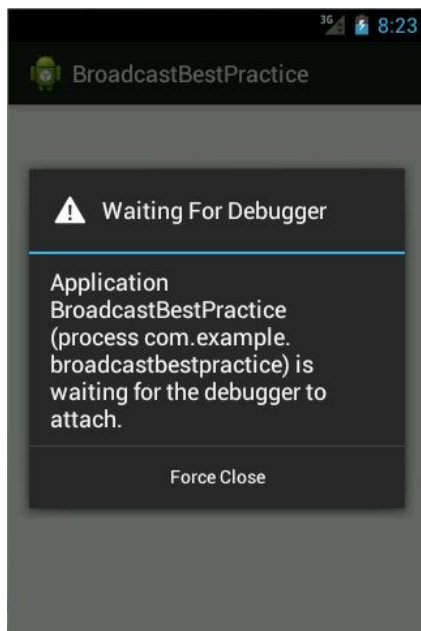 3G 8:23
BroadcastBestPractice
Waiting For Debugger
Application
BroadcastBestPractice
(process com.example.
broadcastbestpractice) is
waiting for the debugger to
attach.
Force Close